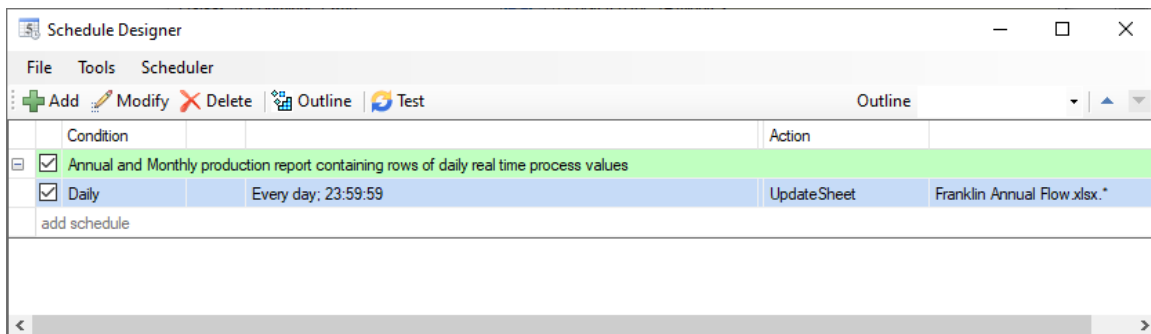 Schedule Designer
File Tools Scheduler
Add Modify Delete Outline Test Outline
Condition Action
Annual and Monthly production report containing rows of daily real time process values
Daily Every day; 23:59:59 UpdateSheet Franklin Annual Flow.xlsx.*
add schedule